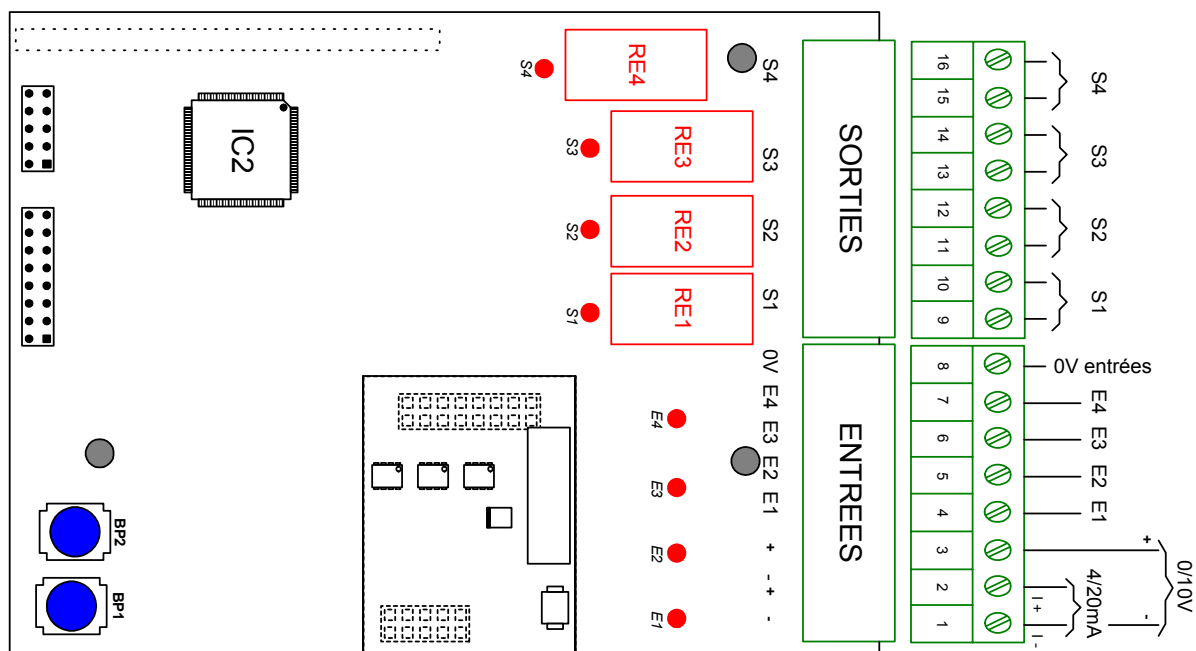 IC2
BP2
BP1
S4
S3
S2
S1
RE4
RE3
RE2
RE1
E4
E3
E2
E1
S4
S3
S2
S1
0V
E4
E3
E2
E1
+
- +
-
SORTIES
ENTREES
16
15
14
13
12
11
10
9
8
7
6
5
4
3
2
1
S4
S3
S2
S1
0V entrées
E4
E3
E2
E1
+
-
I +
I -
4/20mA
0/10V